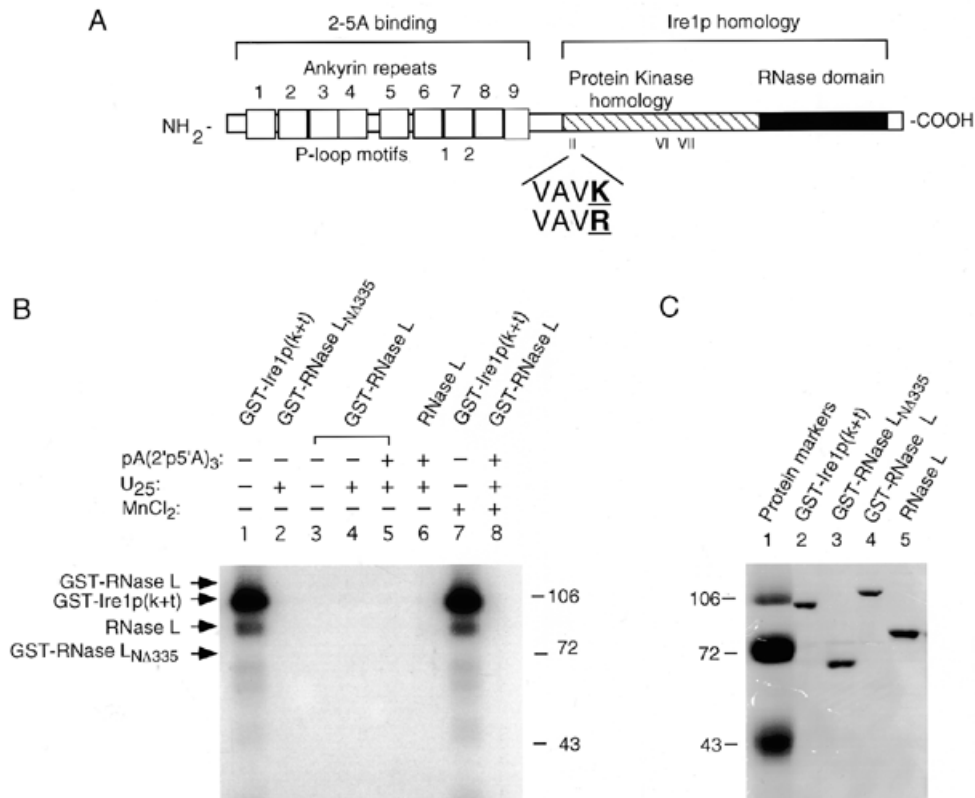 A
2-5A binding
Ire1p homology
Ankyrin repeats
Protein Kinase homology
RNase domain
1 2 3 4 5 6 7 8 9
NH2-
-COOH
P-loop motifs 1 2
II VI VII
VAVK
VAVR
B
GST-Ire1p(k+t)
GST-RNase LNΔ335
GST-RNase L
RNase L
GST-Ire1p(k+t)
GST-RNase L
pA(2'p5'A)3: – – – – + + – +
U25: – + – + + + – +
MnCl2: – – – – – – + +
1 2 3 4 5 6 7 8
GST-RNase L
GST-Ire1p(k+t)
RNase L
GST-RNase LNΔ335
– 106
– 72
– 43
C
Protein markers
GST-Ire1p(k+t)
GST-RNase LNΔ335
GST-RNase L
RNase L
1 2 3 4 5
106–
72–
43–